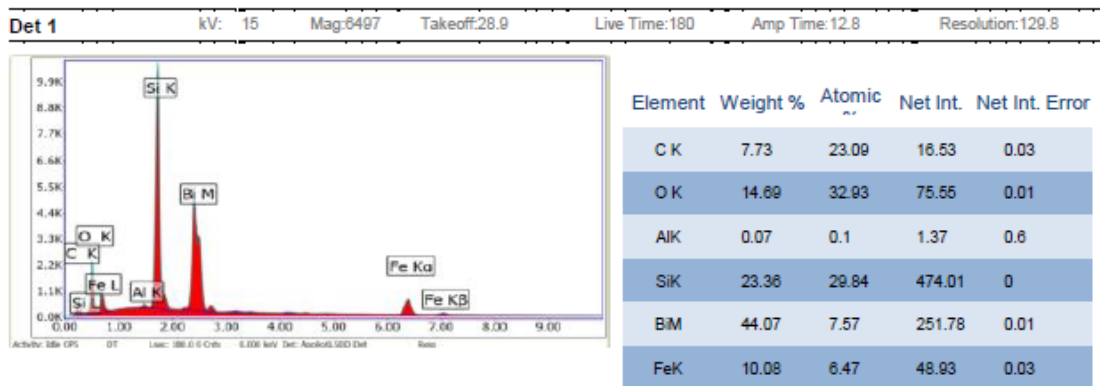 Det 1 kV: 15 Mag:6497 Takeoff:28.9 Live Time:180 Amp Time:12.8 Resolution:129.8
9.9K
8.8K
7.7K
6.6K
5.5K
4.4K
3.3K
2.2K
1.1K
0.0K
Si K
Bi M
O K
C K
Fe L
Si
Al K
Fe Kα
Fe Kβ
0.00 1.00 2.00 3.00 4.00 5.00 6.00 7.00 8.00 9.00
Element Weight % Atomic % Net Int. Net Int. Error
C K 7.73 23.09 16.53 0.03
O K 14.69 32.93 75.55 0.01
AlK 0.07 0.1 1.37 0.6
SiK 23.36 29.84 474.01 0
BiM 44.07 7.57 251.78 0.01
FeK 10.08 6.47 48.93 0.03